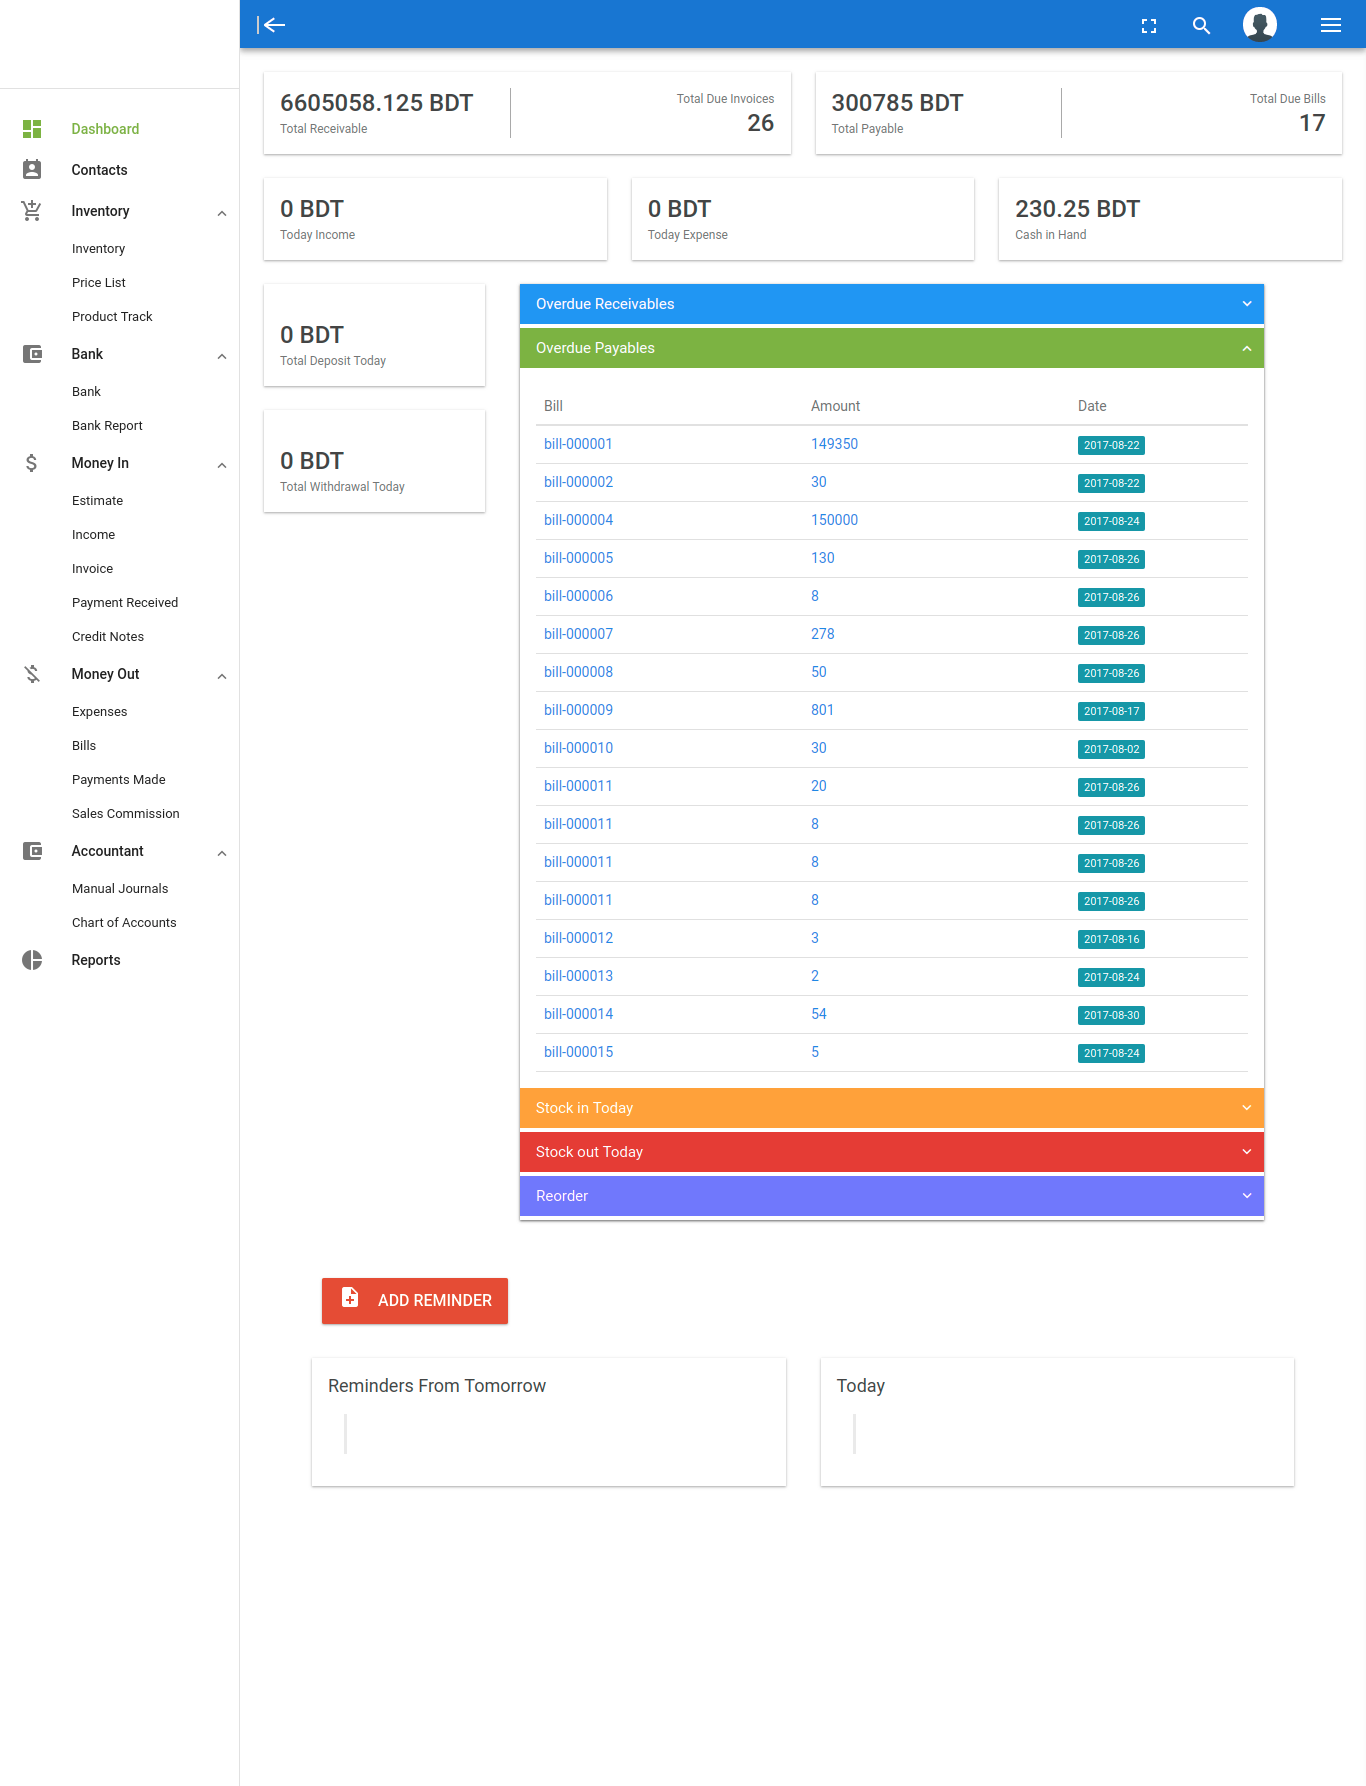 Dashboard
Contacts
Inventory
Inventory
Price List
Product Track
Bank
Bank
Bank Report
Money In
Estimate
Income
Invoice
Payment Received
Credit Notes
Money Out
Expenses
Bills
Payments Made
Sales Commission
Accountant
Manual Journals
Chart of Accounts
Reports
6605058.125 BDT
Total Receivable
Total Due Invoices
26
300785 BDT
Total Payable
Total Due Bills
17
0 BDT
Today Income
0 BDT
Today Expense
230.25 BDT
Cash in Hand
0 BDT
Total Deposit Today
0 BDT
Total Withdrawal Today
Overdue Receivables
Overdue Payables
Bill Amount Date
bill-000001 149350 2017-08-22
bill-000002 30 2017-08-22
bill-000004 150000 2017-08-24
bill-000005 130 2017-08-26
bill-000006 8 2017-08-26
bill-000007 278 2017-08-26
bill-000008 50 2017-08-26
bill-000009 801 2017-08-17
bill-000010 30 2017-08-02
bill-000011 20 2017-08-26
bill-000011 8 2017-08-26
bill-000011 8 2017-08-26
bill-000011 8 2017-08-26
bill-000012 3 2017-08-16
bill-000013 2 2017-08-24
bill-000014 54 2017-08-30
bill-000015 5 2017-08-24
Stock in Today
Stock out Today
Reorder
ADD REMINDER
Reminders From Tomorrow
Today